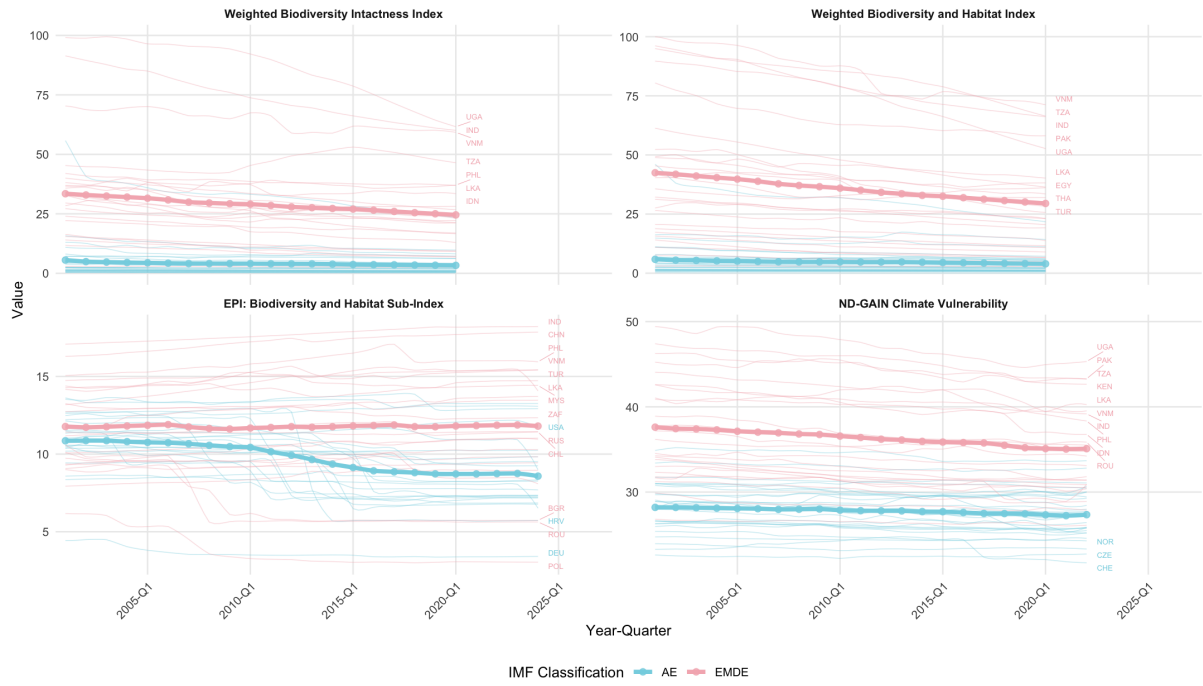 Weighted Biodiversity Intactness Index
Weighted Biodiversity and Habitat Index
100
75
50
25
0
UGA
IND
VNM
TZA
PHL
LKA
IDN
100
75
50
25
0
VNM
TZA
IND
PAK
UGA
LKA
EGY
THA
TUR
Value
EPI: Biodiversity and Habitat Sub-Index
ND-GAIN Climate Vulnerability
15
10
5
IND
CHN
PHL
VNM
TUR
LKA
MYS
ZAF
USA
RUS
CHL
BGR
HRV
ROU
DEU
POL
50
40
30
UGA
PAK
TZA
KEN
LKA
VNM
IND
PHL
IDN
ROU
NOR
CZE
CHE
2005-Q1
2010-Q1
2015-Q1
2020-Q1
2025-Q1
2005-Q1
2010-Q1
2015-Q1
2020-Q1
2025-Q1
Year-Quarter
IMF Classification AE EMDE